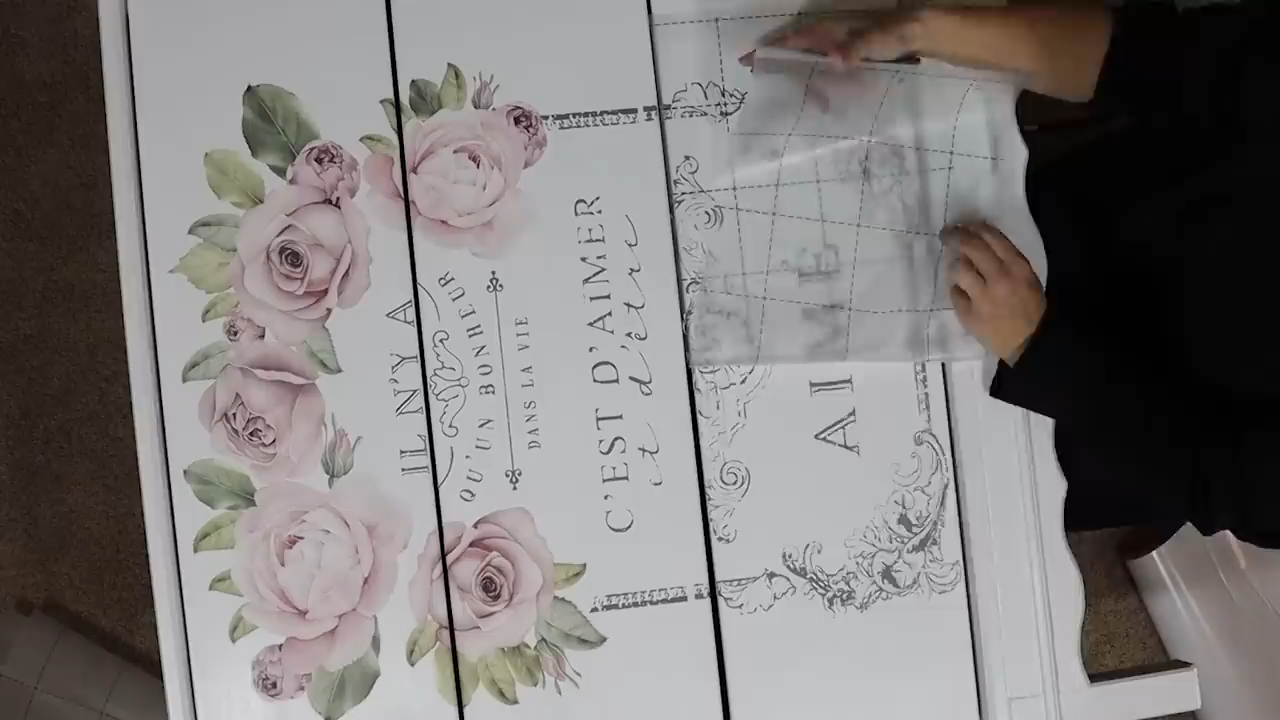 IL N'Y A
QU'UN BONHEUR
DANS LA VIE
C'EST D'AIMER
et d'être
AI